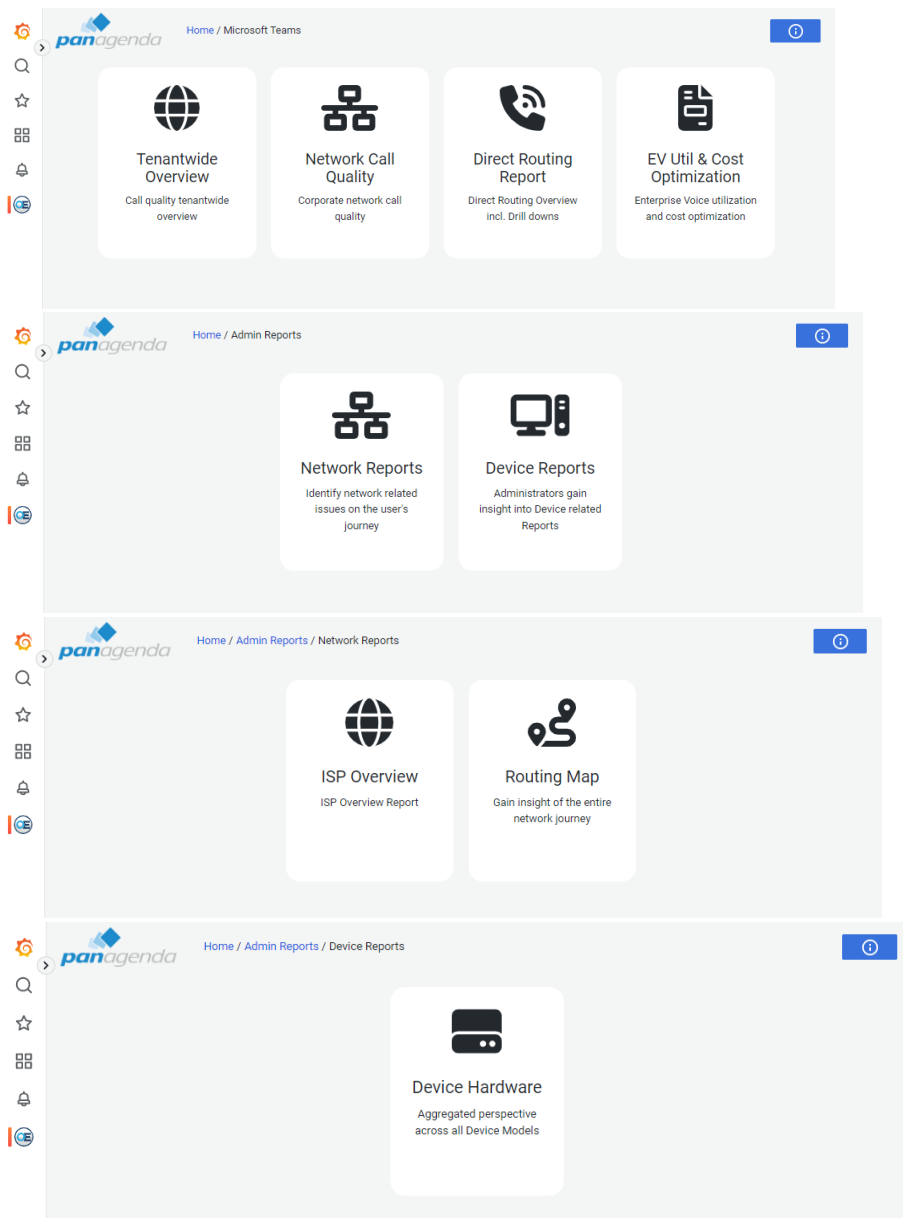 panagenda
Home / Microsoft Teams
Tenantwide
Overview
Call quality tenantwide
overview
Network Call
Quality
Corporate network call
quality
Direct Routing
Report
Direct Routing Overview
incl. Drill downs
EV Util & Cost
Optimization
Enterprise Voice utilization
and cost optimization
OE
panagenda
Home / Admin Reports
Network Reports
Identify network related
issues on the user's
journey
Device Reports
Administrators gain
insight into Device related
Reports
OE
panagenda
Home / Admin Reports / Network Reports
ISP Overview
ISP Overview Report
Routing Map
Gain insight of the entire
network journey
OE
panagenda
Home / Admin Reports / Device Reports
Device Hardware
Aggregated perspective
across all Device Models
OE